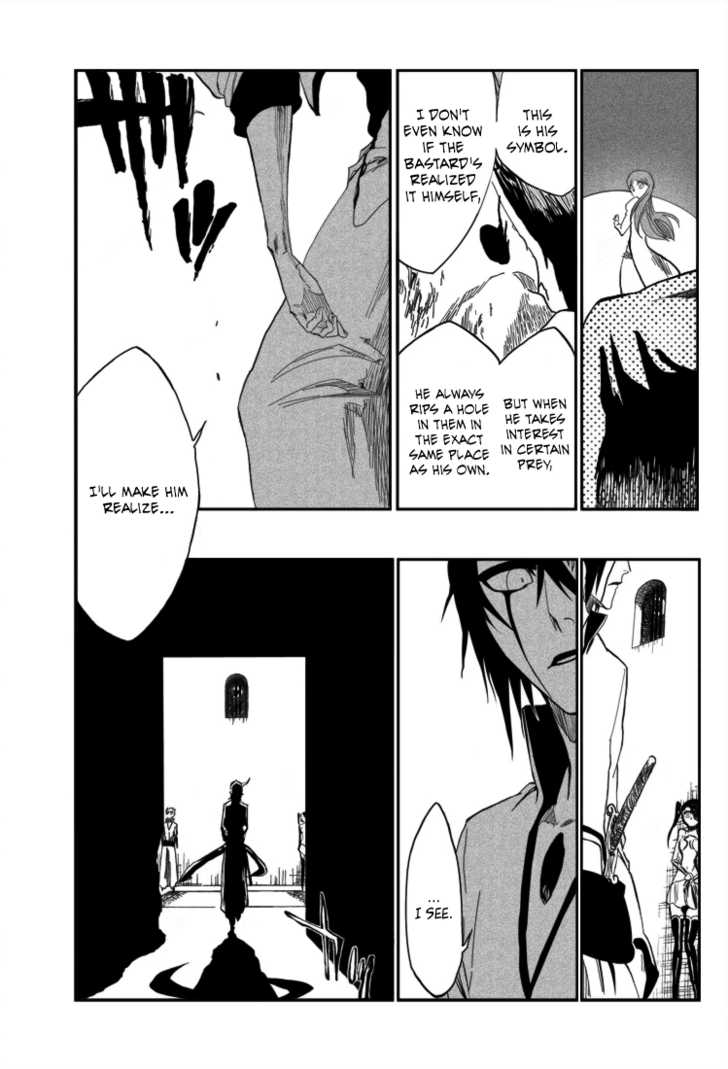 THIS
IS HIS
SYMBOL.
I DON'T
EVEN KNOW
IF THE
BASTARD'S
REALIZED
IT HIMSELF,
BUT WHEN
HE TAKES
INTEREST
IN CERTAIN
PREY,
HE ALWAYS
RIPS A HOLE
IN THEM IN
THE EXACT
SAME PLACE
AS HIS OWN.
I'LL MAKE HIM
REALIZE...
...
I SEE.